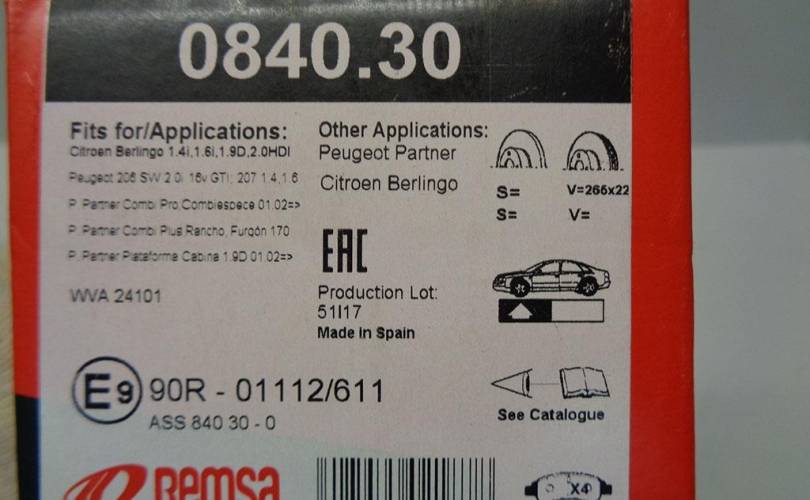 0840.30
Fits for/Applications:
Citroen Berlingo 1.4i,1.6i,1.9D,2.0HDI
Peugeot 206 SW 2.0i 16v GTI; 207 1.4,1.6
P. Partner Combi Pro,Combiespece 01.02=>
P. Partner Combi Plus Rancho, Furgón 170
P. Partner Plataforma Cabina 1.9D 01.02=>
WVA 24101
Other Applications:
Peugeot Partner
Citroen Berlingo
EAC
Production Lot:
51I17
Made in Spain
S=
V=266x22
S=
V=
See Catalogue
E9 90R - 01112/611
ASS 840 30 - 0
Remsa
X4